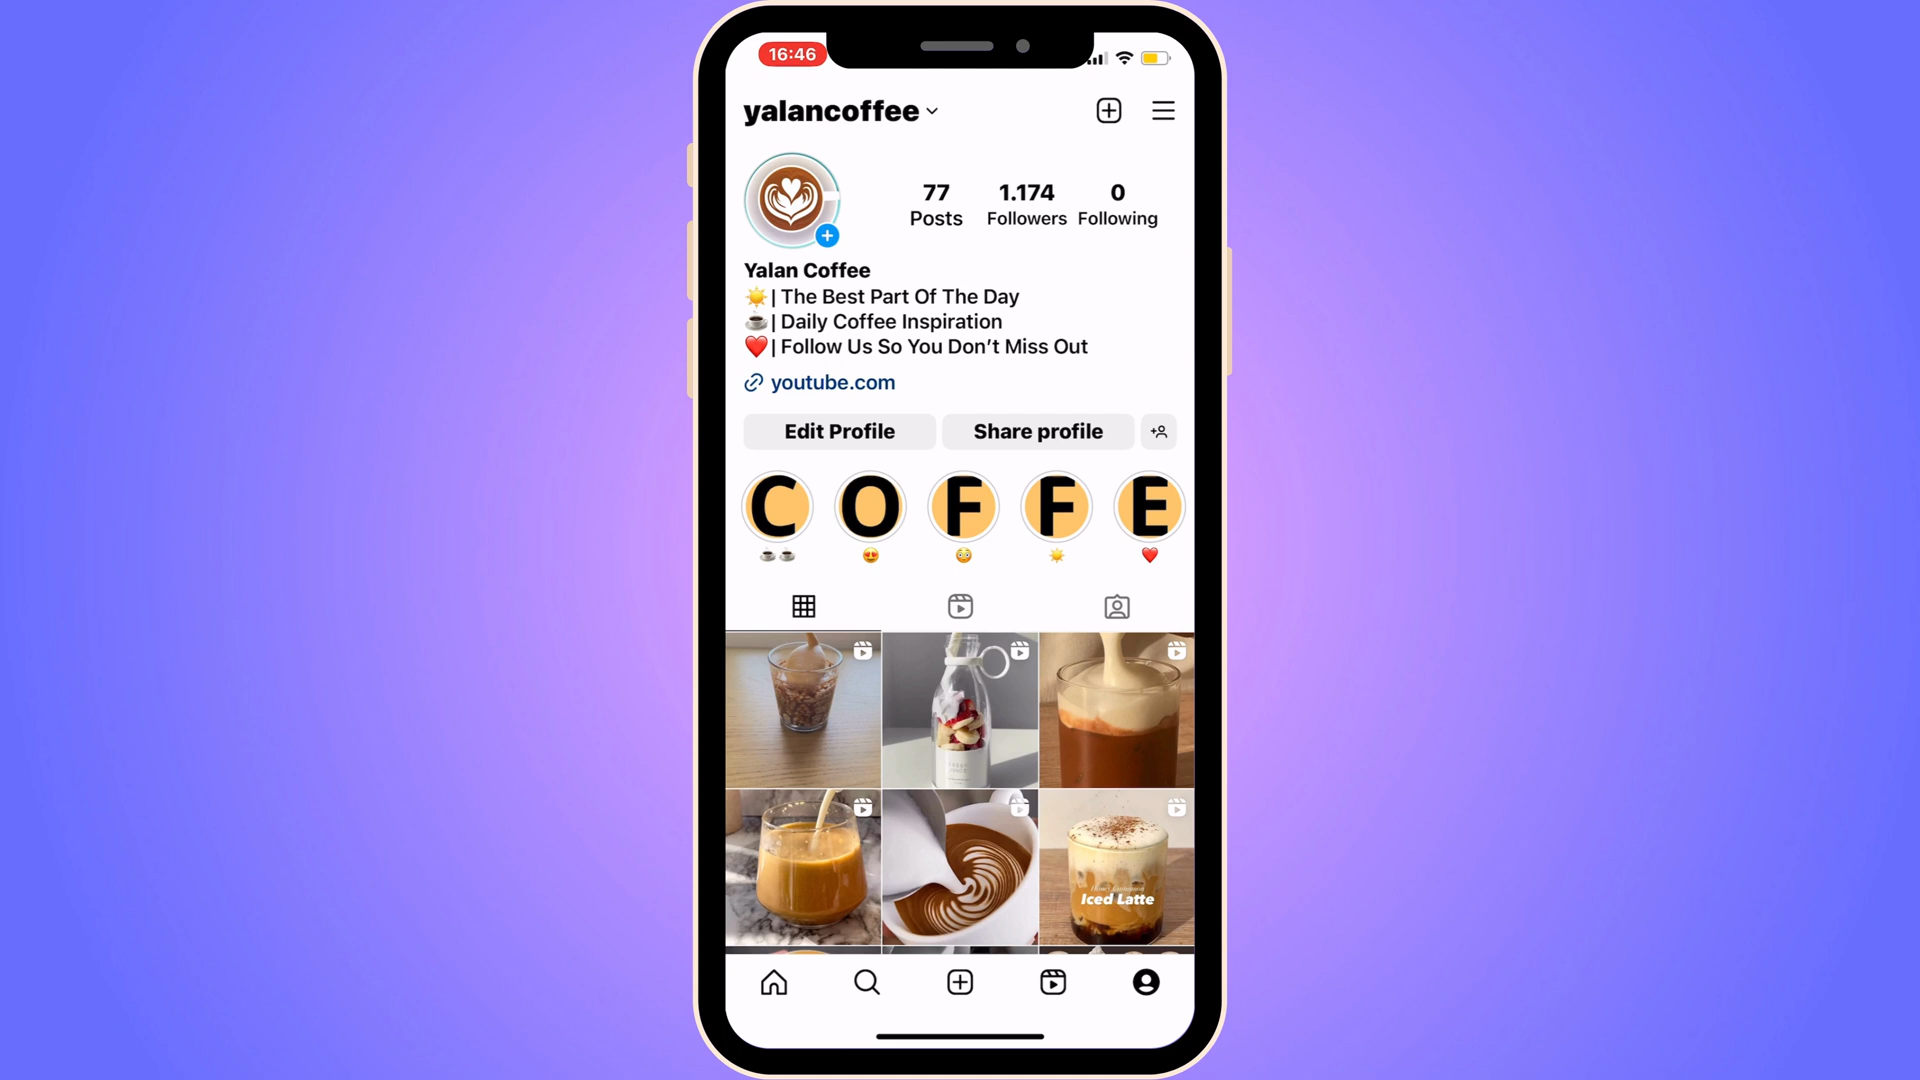 16:46
yalancoffee
77 1.174 0
Posts Followers Following
Yalan Coffee
☀️| The Best Part Of The Day
☕| Daily Coffee Inspiration
❤️| Follow Us So You Don’t Miss Out
youtube.com
Edit Profile Share profile
C O F F E
Iced Latte